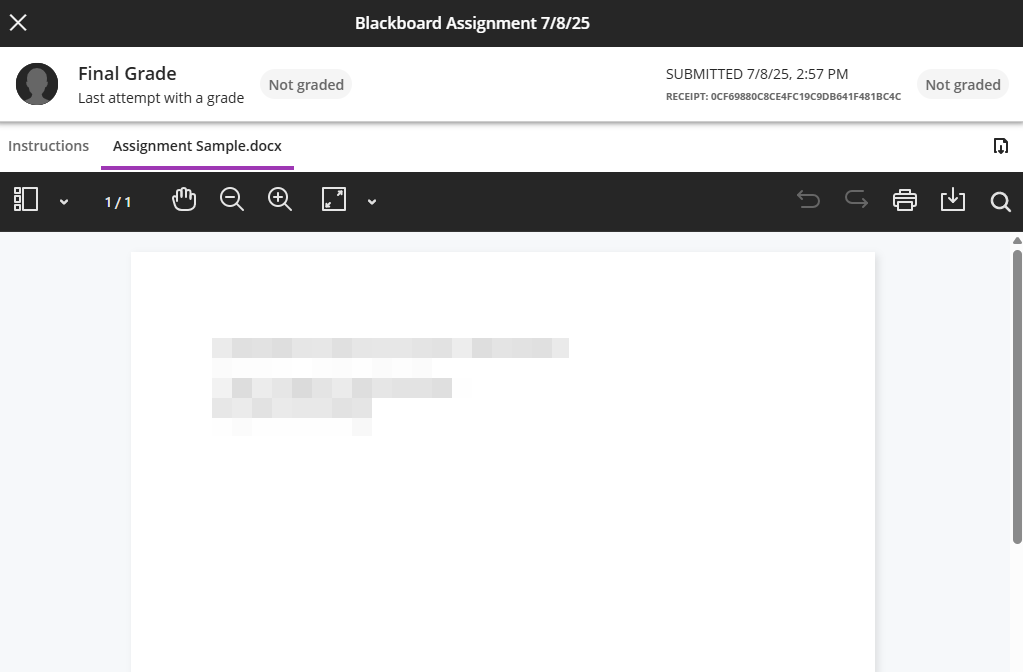 Blackboard Assignment 7/8/25
Final Grade
Last attempt with a grade
Not graded
SUBMITTED 7/8/25, 2:57 PM
RECEIPT: 0CF69880C8CE4FC19C9DB641F481BC4C
Not graded
Instructions
Assignment Sample.docx
1 / 1